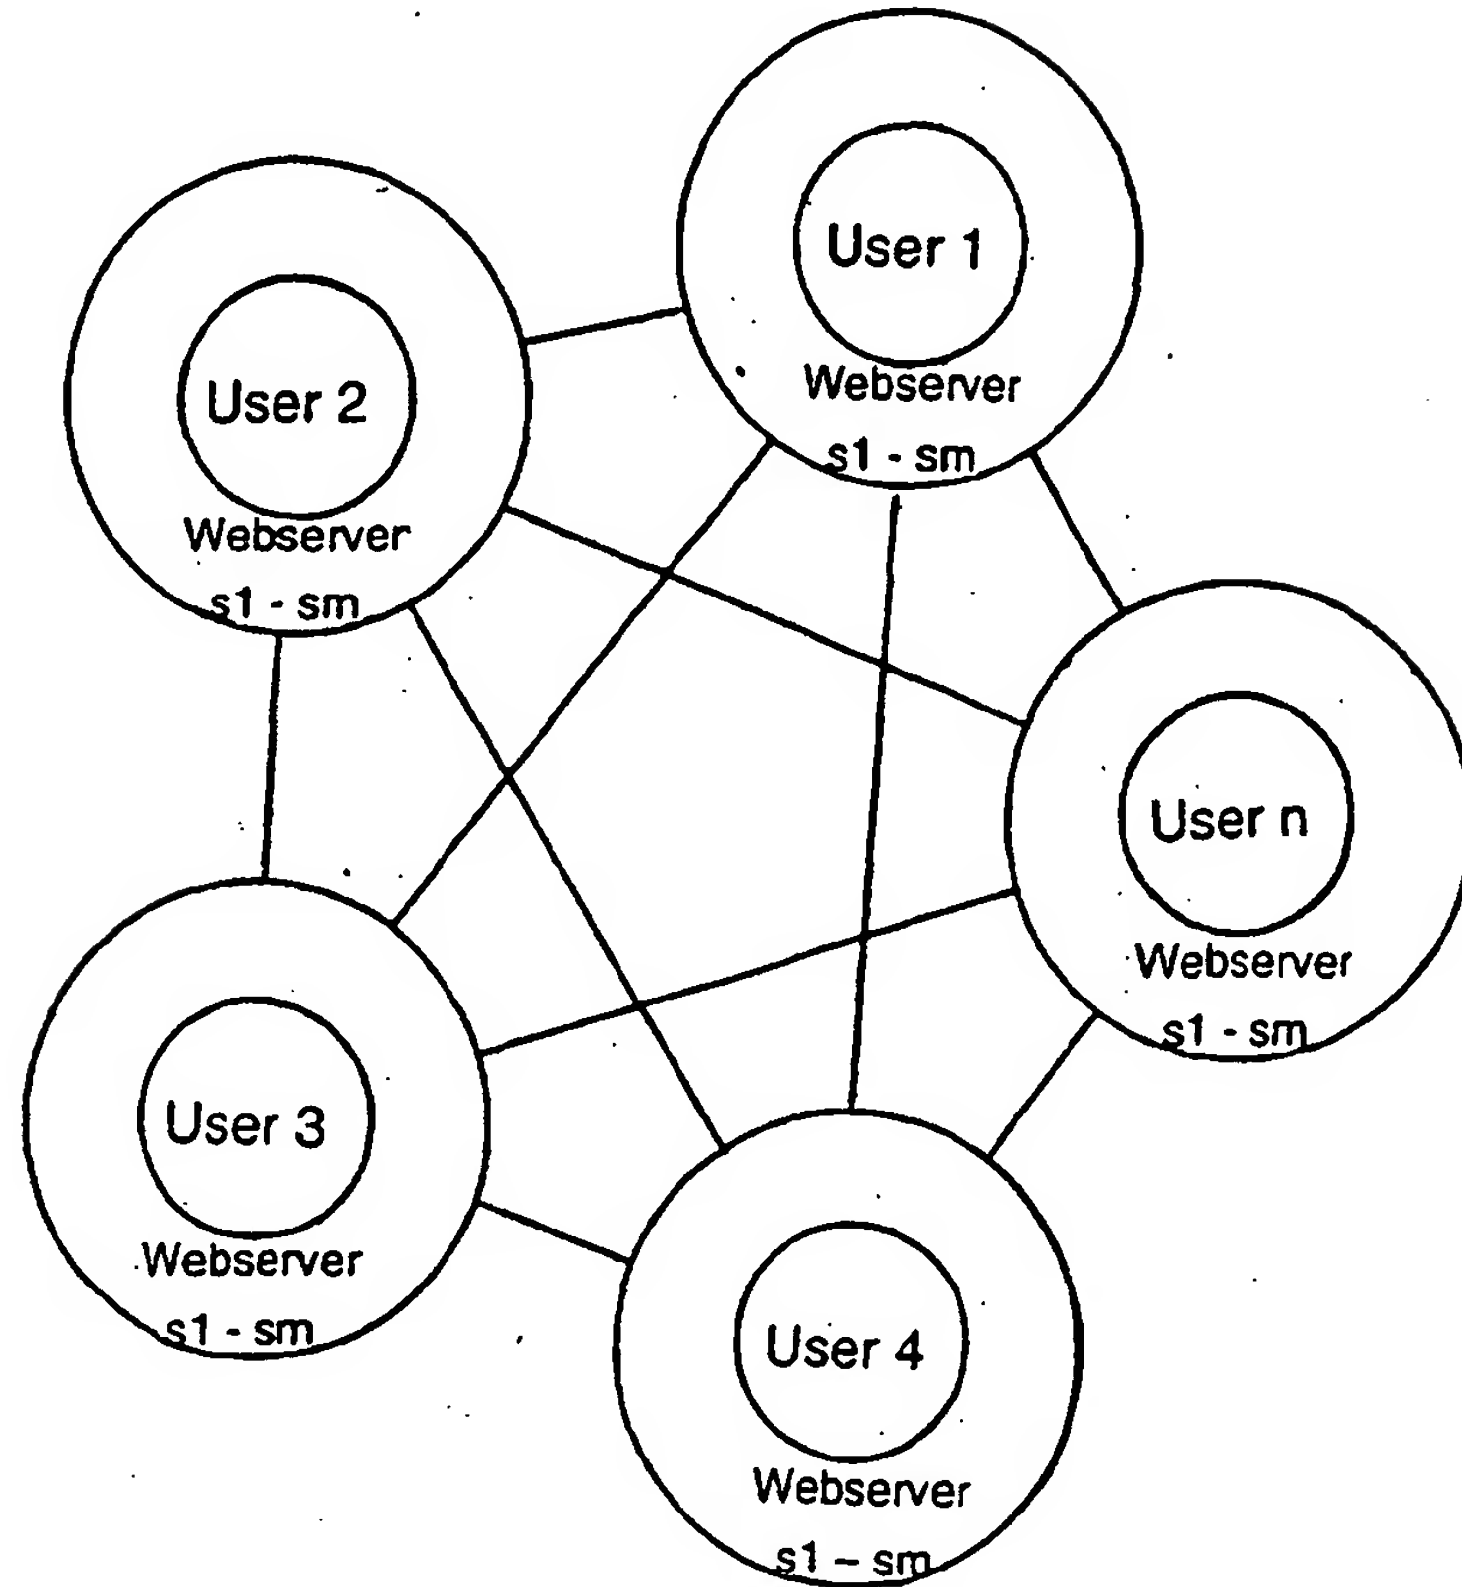 User 1
Webserver
s1 - sm
User 2
Webserver
s1 - sm
User n
Webserver
s1 - sm
User 3
Webserver
s1 - sm
User 4
Webserver
s1 – sm